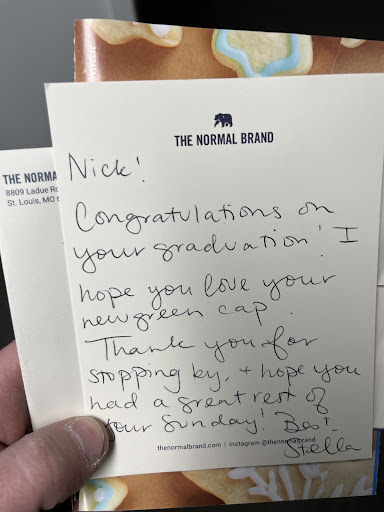 THE NORMAL BRAND
Nick!
Congratulations on
your graduation! I
hope you love your
new green cap.
Thank you for
stopping by, + hope you
had a great rest of
your Sunday! Best,
Stella
thenormalbrand.com | Instagram @thenormalbrand
THE NORMA
8809 Ladue Ro
St. Louis, MO 6